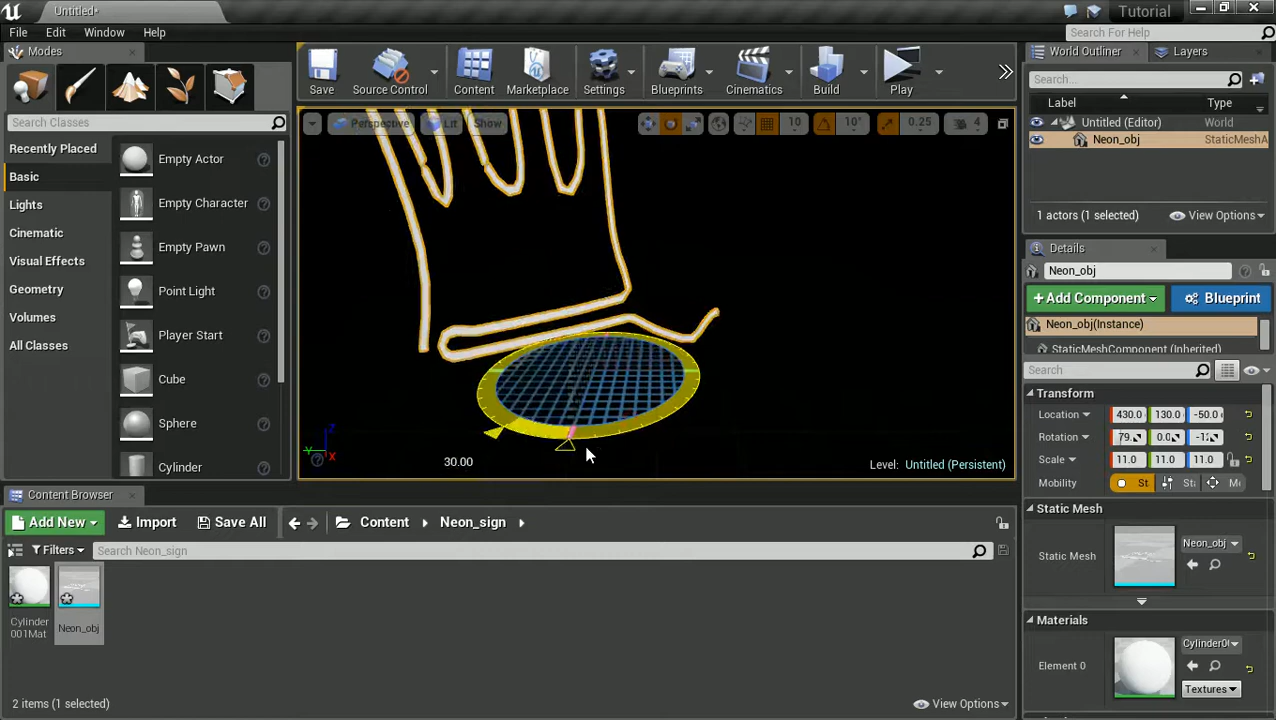 Untitled*
Tutorial
File Edit Window Help
Search For Help
Modes
Search Classes
Recently Placed
Basic
Lights
Cinematic
Visual Effects
Geometry
Volumes
All Classes
Empty Actor
Empty Character
Empty Pawn
Point Light
Player Start
Cube
Sphere
Cylinder
Save
Source Control
Content
Marketplace
Settings
Blueprints
Cinematics
Build
Play
Perspective Lit Show
10 10° 0.25 4
30.00
Level: Untitled (Persistent)
World Outliner Layers
Search...
Label Type
Untitled (Editor) World
Neon_obj StaticMeshA
1 actors (1 selected) View Options
Details
Neon_obj
+Add Component Blueprint
Neon_obj(Instance)
StaticMeshComponent (Inherited)
Search
Transform
Location 430.0 130.0 -50.0
Rotation 79. 0.0
Scale 11.0 11.0 11.0
Mobility St Sta M
Static Mesh
Static Mesh Neon_obj
Materials
Element 0 Cylinder0
Textures
Content Browser
Add New Import Save All Content Neon_sign
Filters Search Neon_sign
Cylinder
001Mat
Neon_obj
2 items (1 selected) View Options